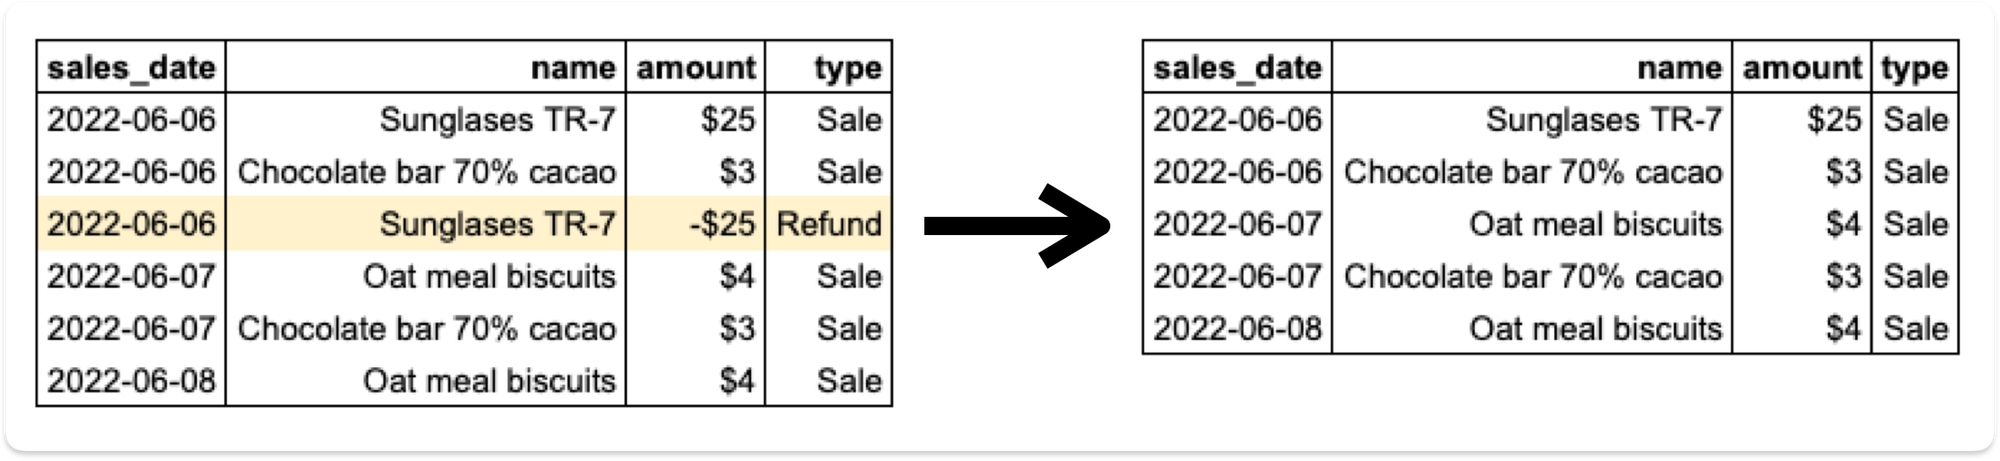 sales_date name amount type
2022-06-06 Sunglases TR-7 $25 Sale
2022-06-06 Chocolate bar 70% cacao $3 Sale
2022-06-06 Sunglases TR-7 -$25 Refund
2022-06-07 Oat meal biscuits $4 Sale
2022-06-07 Chocolate bar 70% cacao $3 Sale
2022-06-08 Oat meal biscuits $4 Sale
sales_date name amount type
2022-06-06 Sunglases TR-7 $25 Sale
2022-06-06 Chocolate bar 70% cacao $3 Sale
2022-06-07 Oat meal biscuits $4 Sale
2022-06-07 Chocolate bar 70% cacao $3 Sale
2022-06-08 Oat meal biscuits $4 Sale